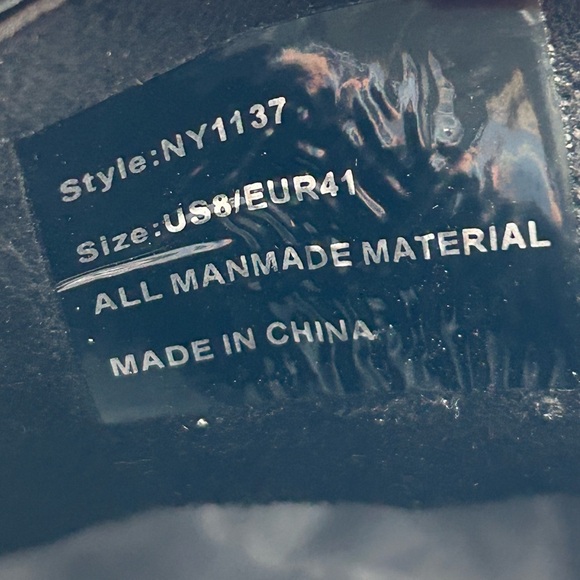 Style:NY1137
Size:US8/EUR41
ALL MANMADE MATERIAL
MADE IN CHINA